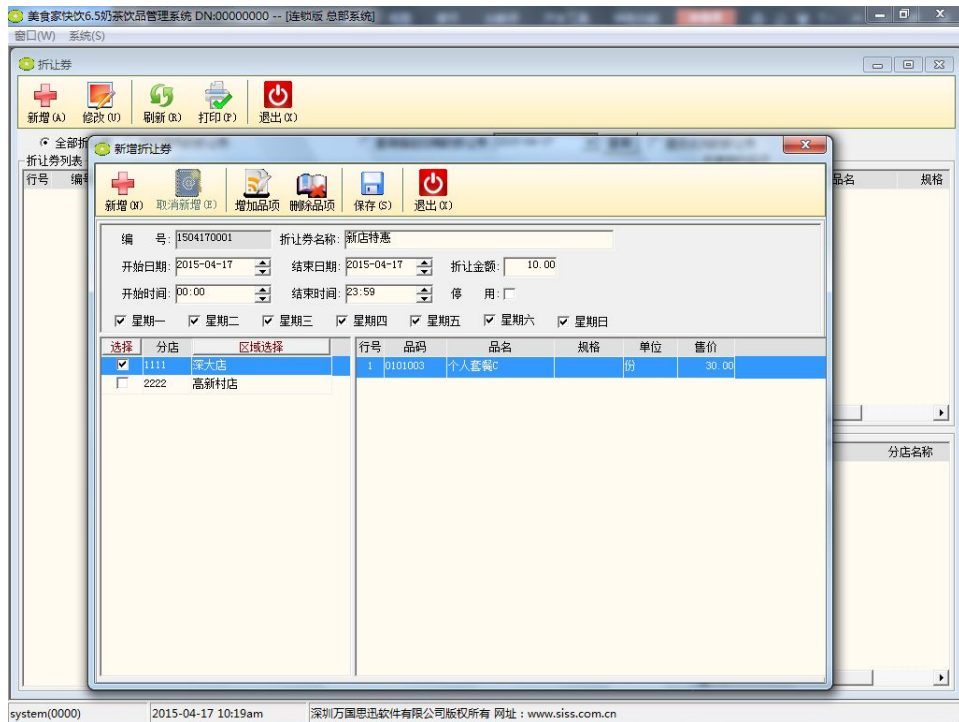 美食家快饮6.5奶茶饮品管理系统 DN:00000000 -- [连锁版 总部系统]
窗口(W) 系统(S)
折让券
新增(A) 修改(U) 刷新(R) 打印(P) 退出(X)
全部折
折让券列表
行号 编号 品名 规格
新增折让券
新增(N) 取消新增(E) 增加品项 删除品项 保存(S) 退出(X)
编 号: 1504170001 折让券名称: 新店特惠
开始日期: 2015-04-17 结束日期: 2015-04-17 折让金额: 10.00
开始时间: 00:00 结束时间: 23:59 停 用:
星期一 星期二 星期三 星期四 星期五 星期六 星期日
选择 分店 区域选择 行号 品码 品名 规格 单位 售价
1111 深大店 1 0101003 个人套餐C 份 30.00
2222 高新村店
分店名称
system(0000) 2015-04-17 10:19am 深圳万国思迅软件有限公司版权所有 网址：www.siss.com.cn